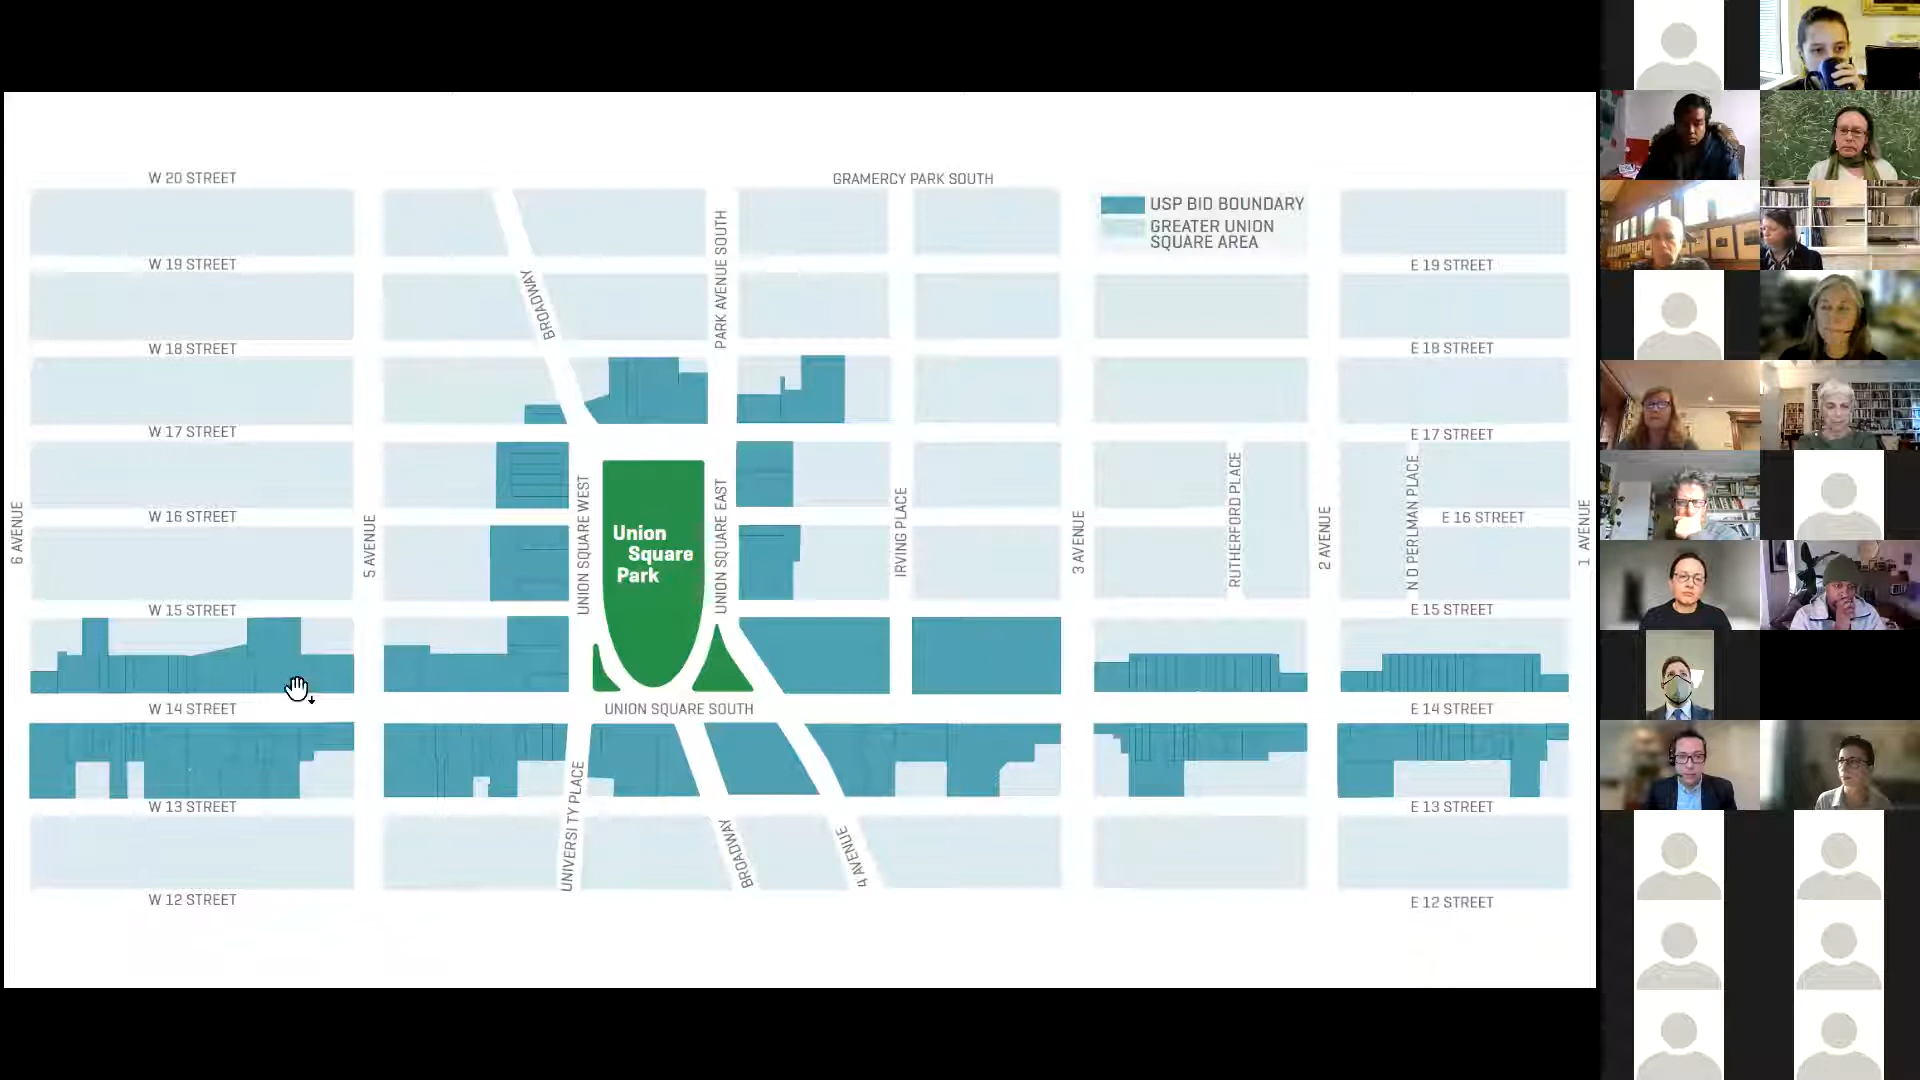 W 20 STREET
GRAMERCY PARK SOUTH
USP BID BOUNDARY
GREATER UNION
SQUARE AREA
PARK AVENUE SOUTH
W 19 STREET
E 19 STREET
BROADWAY
W 18 STREET
E 18 STREET
W 17 STREET
E 17 STREET
6 AVENUE
5 AVENUE
UNION SQUARE WEST
Union
Square
Park
UNION SQUARE EAST
IRVING PLACE
3 AVENUE
RUTHERFORD PLACE
2 AVENUE
N D PERLMAN PLACE
1 AVENUE
W 16 STREET
E 16 STREET
W 15 STREET
E 15 STREET
W 14 STREET
UNION SQUARE SOUTH
E 14 STREET
W 13 STREET
E 13 STREET
UNIVERSITY PLACE
BROADWAY
4 AVENUE
W 12 STREET
E 12 STREET